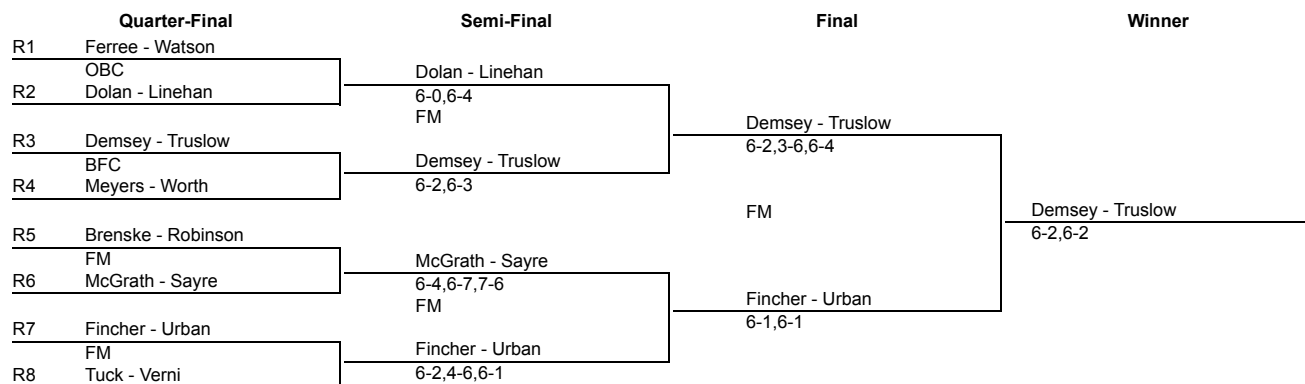 Quarter-Final Semi-Final Final Winner
R1 Ferree - Watson
OBC
R2 Dolan - Linehan
R3 Demsey - Truslow
BFC
R4 Meyers - Worth
R5 Brenske - Robinson
FM
R6 McGrath - Sayre
R7 Fincher - Urban
FM
R8 Tuck - Verni
Dolan - Linehan
6-0,6-4
FM
Demsey - Truslow
6-2,6-3
McGrath - Sayre
6-4,6-7,7-6
FM
Fincher - Urban
6-2,4-6,6-1
Demsey - Truslow
6-2,3-6,6-4
FM
Fincher - Urban
6-1,6-1
Demsey - Truslow
6-2,6-2